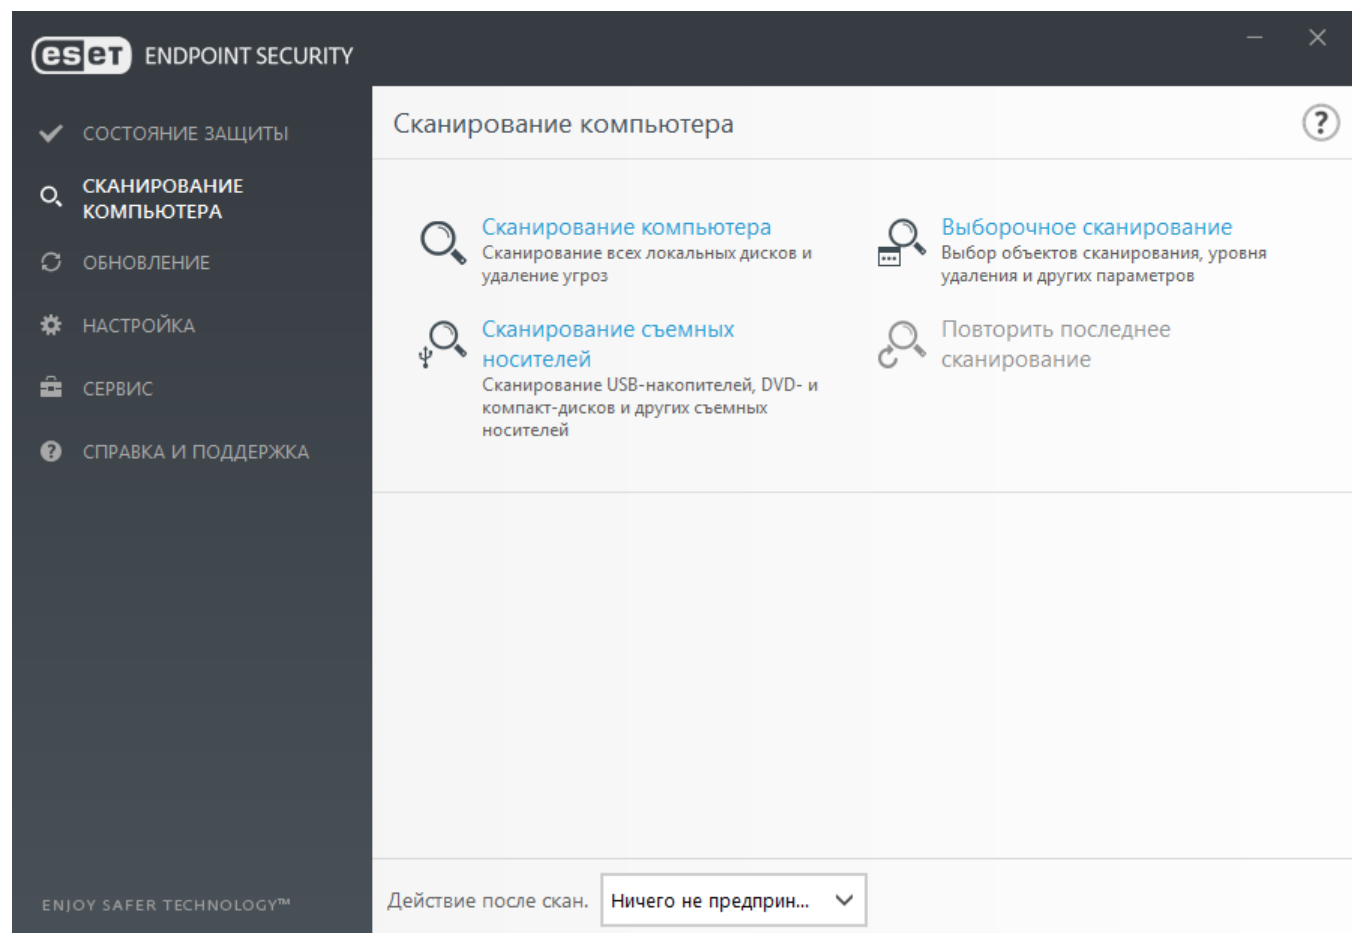 eset ENDPOINT SECURITY
СОСТОЯНИЕ ЗАЩИТЫ
СКАНИРОВАНИЕ
КОМПЬЮТЕРА
ОБНОВЛЕНИЕ
НАСТРОЙКА
СЕРВИС
СПРАВКА И ПОДДЕРЖКА
ENJOY SAFER TECHNOLOGY™
Сканирование компьютера
?
Сканирование компьютера
Сканирование всех локальных дисков и
удаление угроз
Выборочное сканирование
Выбор объектов сканирования, уровня
удаления и других параметров
Сканирование съемных
носителей
Сканирование USB-накопителей, DVD- и
компакт-дисков и других съемных
носителей
Повторить последнее
сканирование
Действие после скан. Ничего не предприн...